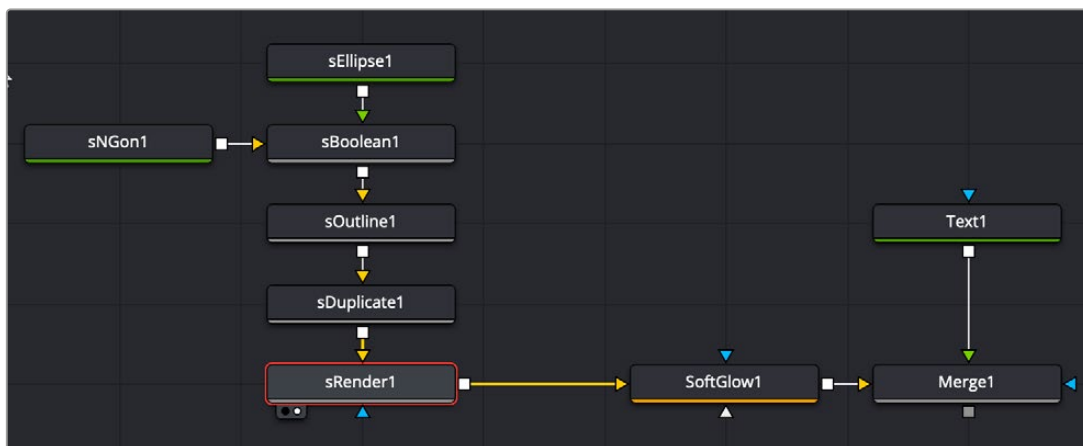 sEllipse1
sNGon1
sBoolean1
sOutline1
Text1
sDuplicate1
sRender1
SoftGlow1
Merge1